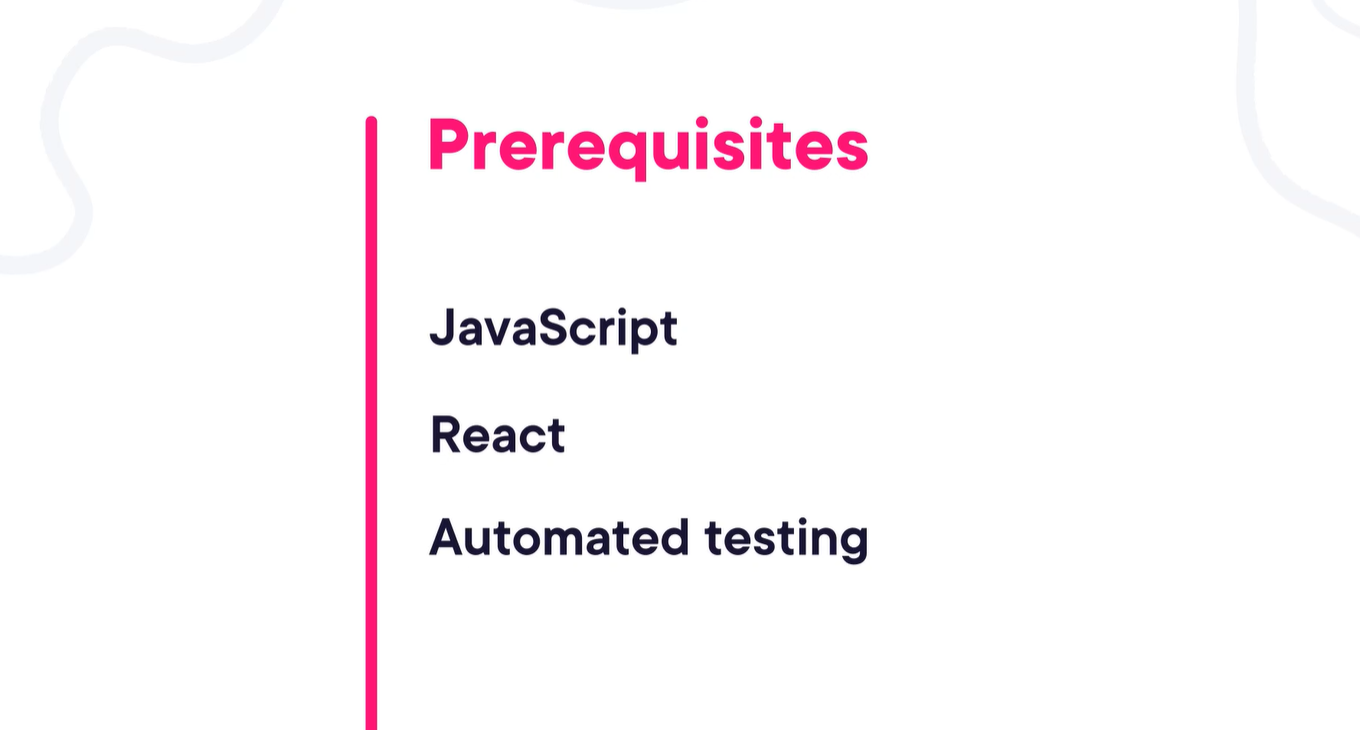 Prerequisites
JavaScript
React
Automated testing